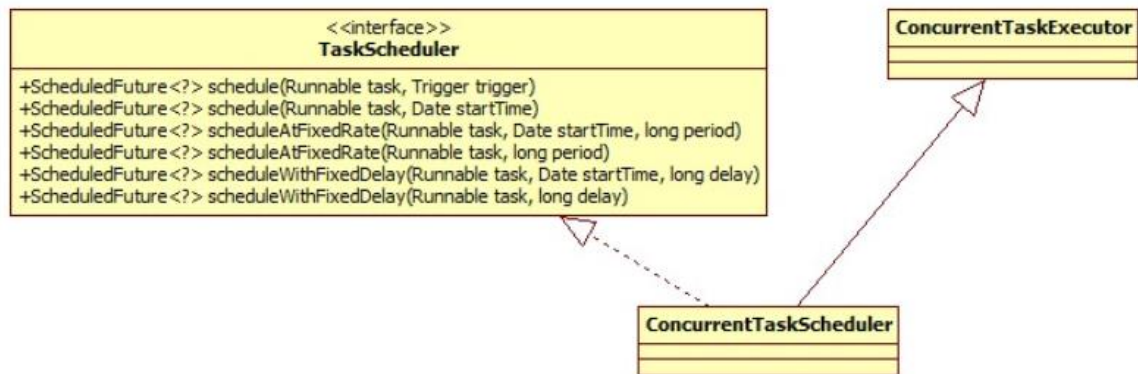 <<interface>>
TaskScheduler
+ScheduledFuture<?> schedule(Runnable task, Trigger trigger)
+ScheduledFuture<?> schedule(Runnable task, Date startTime)
+ScheduledFuture<?> scheduleAtFixedRate(Runnable task, Date startTime, long period)
+ScheduledFuture<?> scheduleAtFixedRate(Runnable task, long period)
+ScheduledFuture<?> scheduleWithFixedDelay(Runnable task, Date startTime, long delay)
+ScheduledFuture<?> scheduleWithFixedDelay(Runnable task, long delay)
ConcurrentTaskExecutor
ConcurrentTaskScheduler